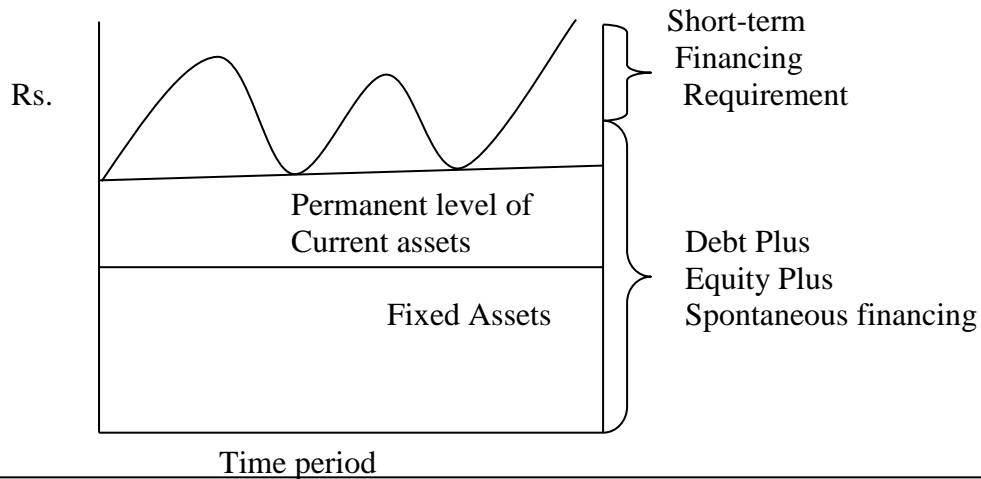 Short-term
Financing
Requirement
Rs.
Permanent level of
Current assets
Debt Plus
Equity Plus
Spontaneous financing
Fixed Assets
Time period